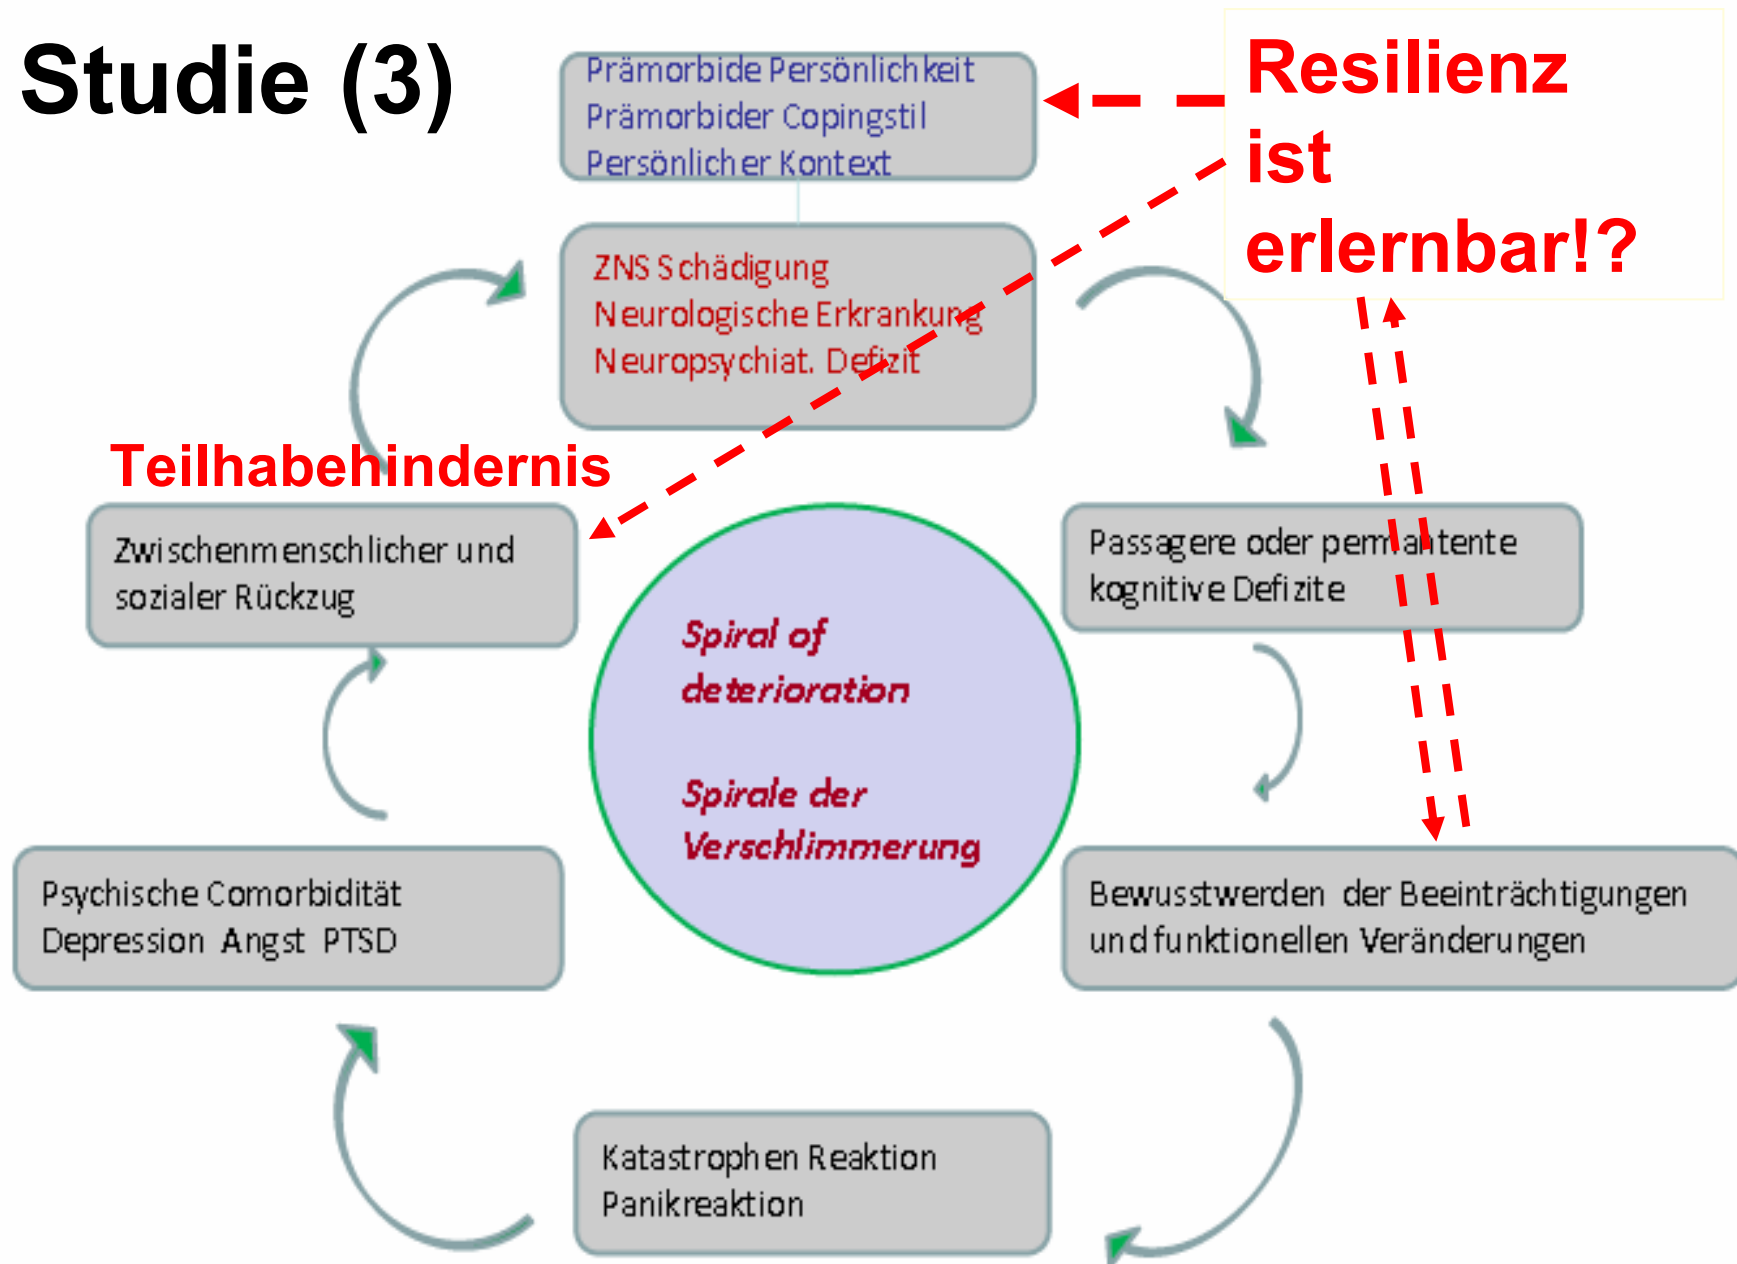 Studie (3)
Prämorbide Persönlichkeit
Prämorbider Copingstil
Persönlicher Kontext
Resilienz
ist
erlernbar!?
ZNS Schädigung
Neurologische Erkrankung
Neuropsychiat. Defizit
Teilhabehindernis
Zwischenmenschlicher und
sozialer Rückzug
Passagere oder permantente
kognitive Defizite
Spiral of
deterioration
Spirale der
Verschlimmerung
Psychische Comorbidität
Depression Angst PTSD
Bewusstwerden der Beeinträchtigungen
und funktionellen Veränderungen
Katastrophen Reaktion
Panikreaktion